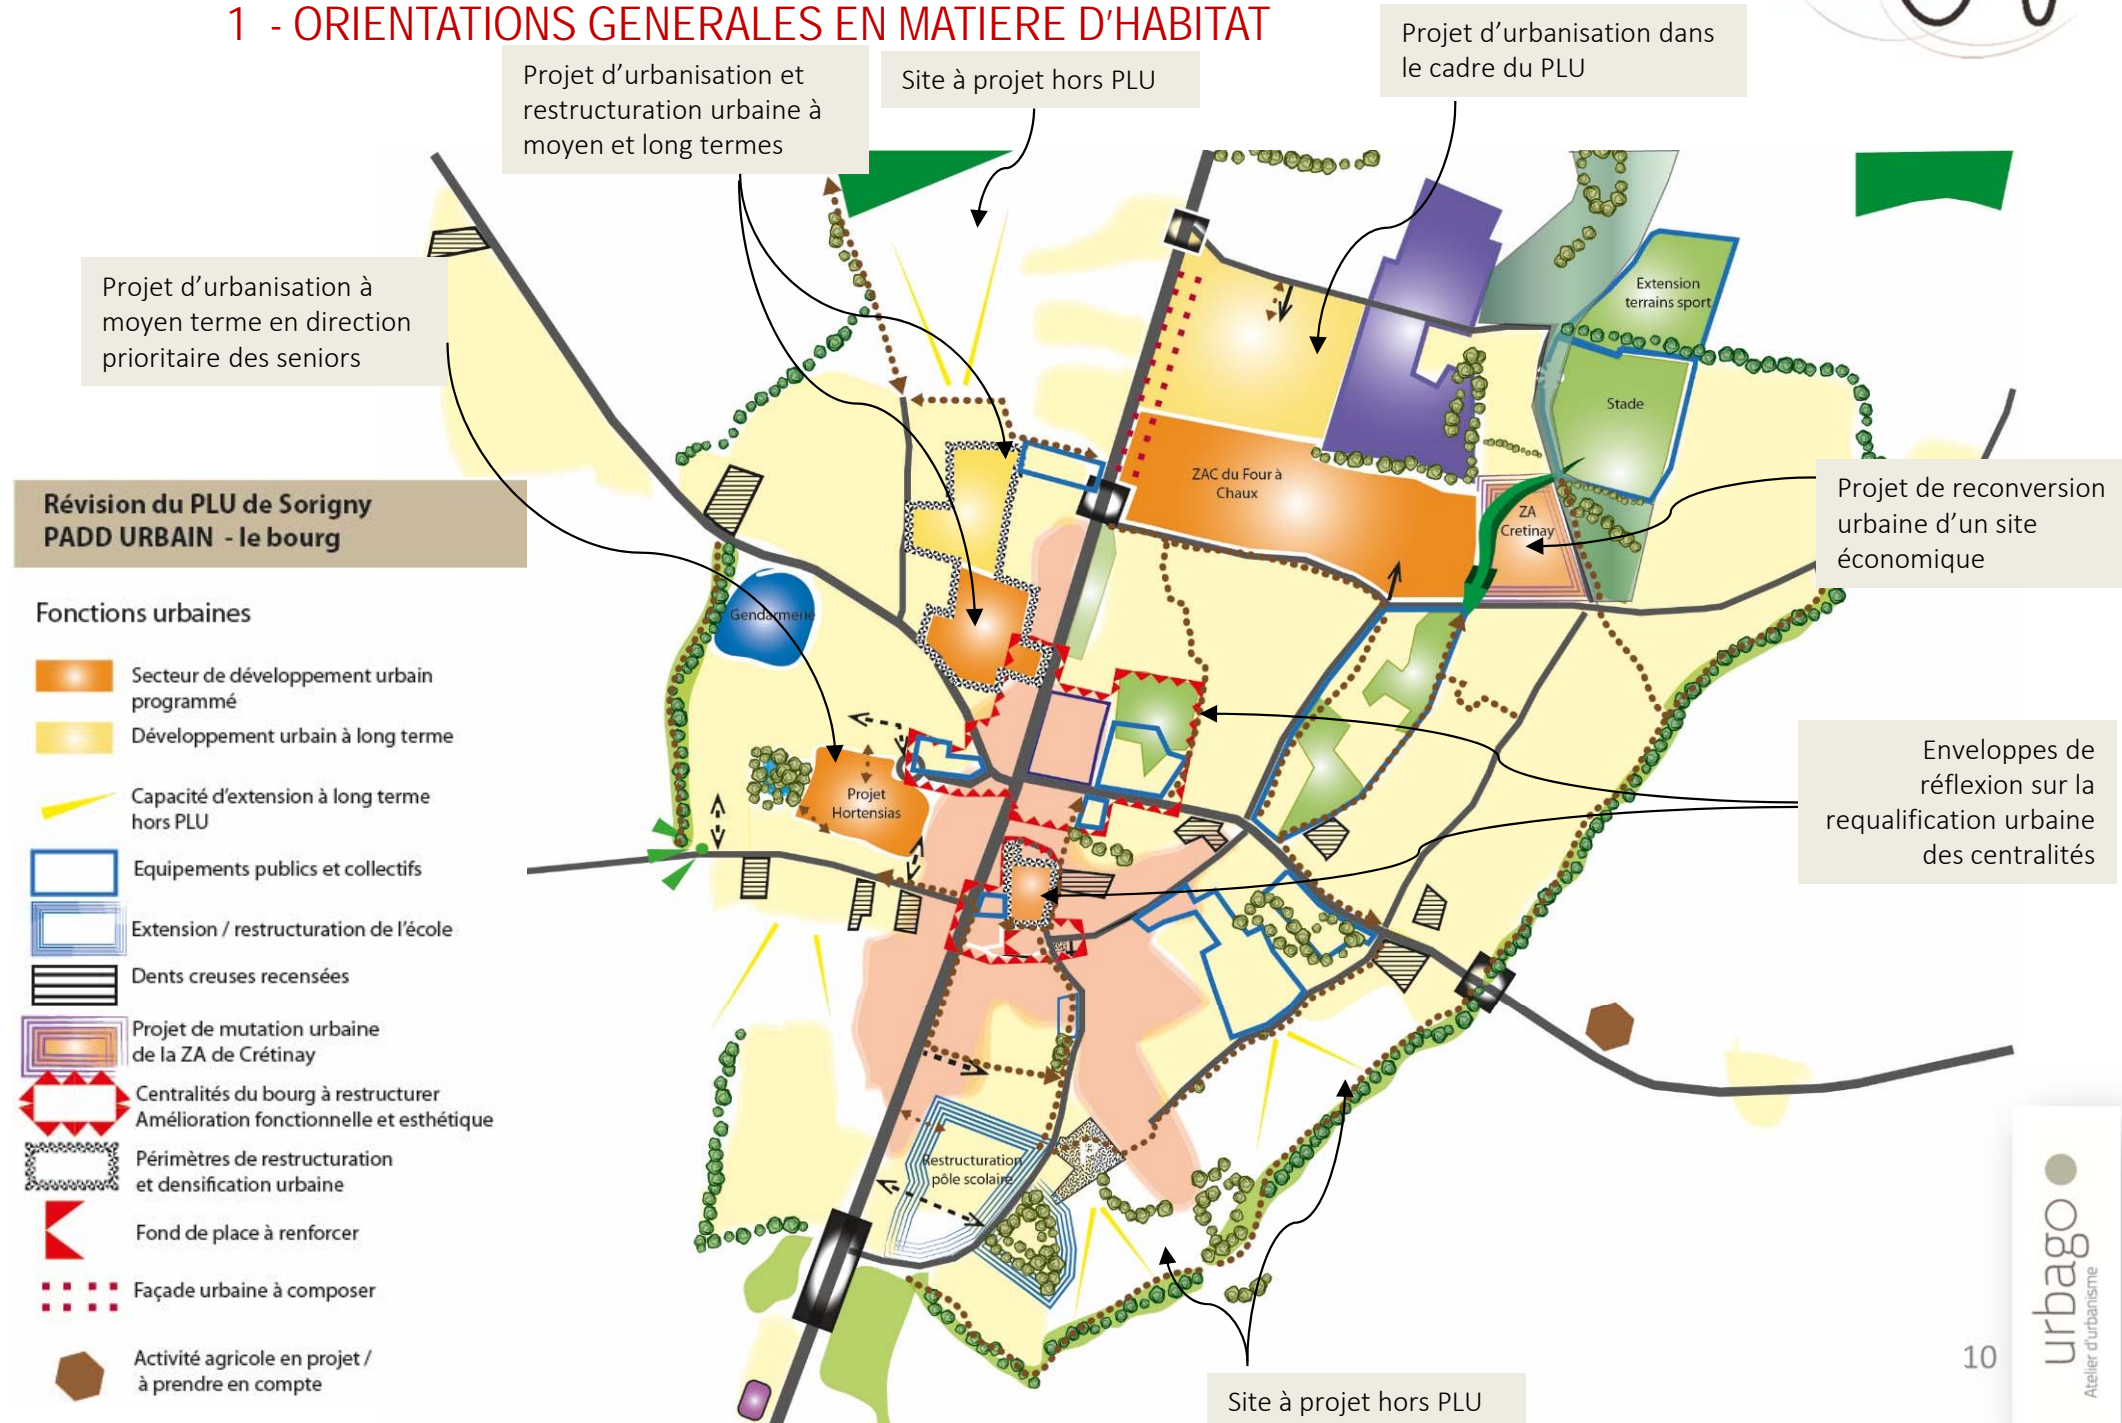 1 - ORIENTATIONS GENERALES EN MATIERE D'HABITAT
Projet d'urbanisation et
restructuration urbaine à
moyen et long termes
Site à projet hors PLU
Projet d'urbanisation dans
le cadre du PLU
Projet d'urbanisation à
moyen terme en direction
prioritaire des seniors
Extension
terrains sport
Stade
ZAC du Four à
Chaux
ZA
Cretinay
Projet de reconversion
urbaine d'un site
économique
Révision du PLU de Sorigny
PADD URBAIN - le bourg
Gendarmerie
Projet
Hortensias
Enveloppes de
réflexion sur la
requalification urbaine
des centralités
Fonctions urbaines
Secteur de développement urbain
programmé
Développement urbain à long terme
Capacité d'extension à long terme
hors PLU
Equipements publics et collectifs
Extension / restructuration de l'école
Dents creuses recensées
Projet de mutation urbaine
de la ZA de Crétinay
Centralités du bourg à restructurer
Amélioration fonctionnelle et esthétique
Périmètres de restructuration
et densification urbaine
Fond de place à renforcer
Façade urbaine à composer
Activité agricole en projet /
à prendre en compte
Restructuration
pôle scolaire
Site à projet hors PLU
10
urbago
Atelier d'urbanisme